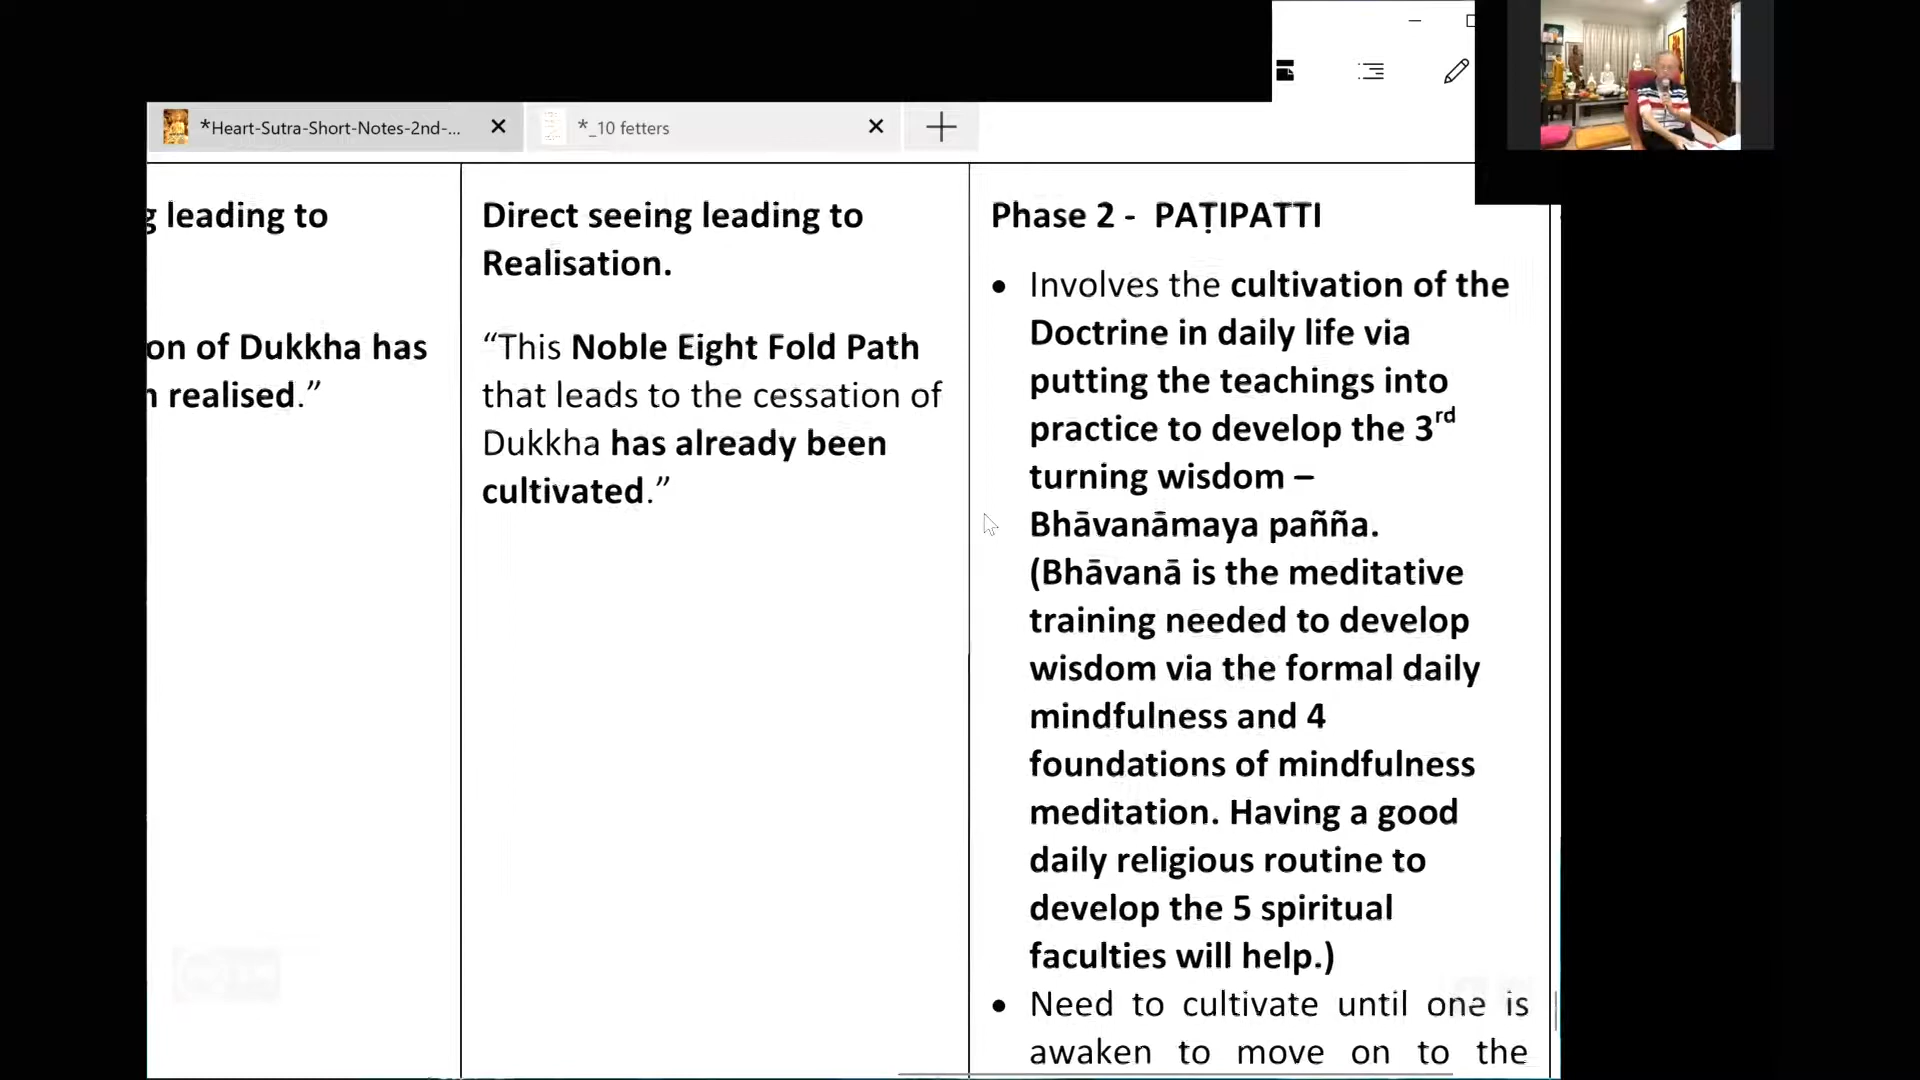 *Heart-Sutra-Short-Notes-2nd-...
*_10 fetters
g leading to
on of Dukkha has
n realised.”
Direct seeing leading to
Realisation.
“This Noble Eight Fold Path
that leads to the cessation of
Dukkha has already been
cultivated.”
Phase 2 - PAṬIPATTI
• Involves the cultivation of the
Doctrine in daily life via
putting the teachings into
practice to develop the 3rd
turning wisdom –
Bhāvanāmaya pañña.
(Bhāvanā is the meditative
training needed to develop
wisdom via the formal daily
mindfulness and 4
foundations of mindfulness
meditation. Having a good
daily religious routine to
develop the 5 spiritual
faculties will help.)
• Need to cultivate until one is
awaken to move on to the